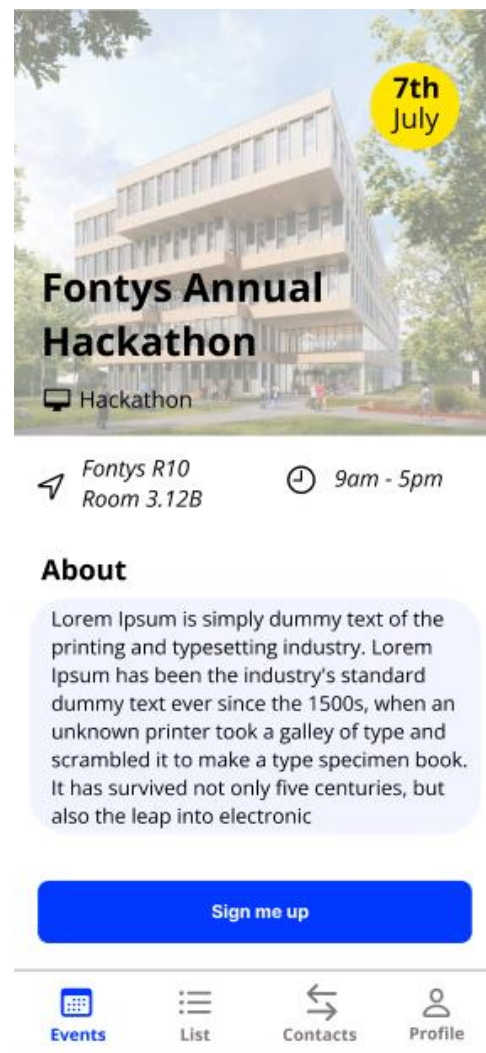 7th
July
Fontys Annual
Hackathon
Hackathon
Fontys R10
Room 3.12B
9am - 5pm
About
Lorem Ipsum is simply dummy text of the
printing and typesetting industry. Lorem
Ipsum has been the industry's standard
dummy text ever since the 1500s, when an
unknown printer took a galley of type and
scrambled it to make a type specimen book.
It has survived not only five centuries, but
also the leap into electronic
Sign me up
Events
List
Contacts
Profile